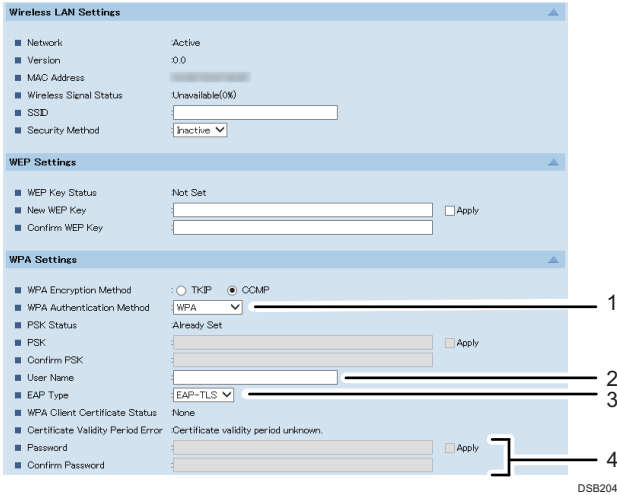 Wireless LAN Settings
Network :Active
Version :0.0
MAC Address
Wireless Signal Status :Unavailable(0%)
SSID :
Security Method : Inactive
WEP Settings
WEP Key Status :Not Set
New WEP Key : Apply
Confirm WEP Key :
WPA Settings
WPA Encryption Method : TKIP CCMP
WPA Authentication Method : WPA 1
PSK Status :Already Set
PSK : Apply
Confirm PSK :
User Name : 2
EAP Type : EAP-TLS 3
WPA Client Certificate Status :None
Certificate Validity Period Error :Certificate validity period unknown.
Password : Apply
Confirm Password : 4
DSB204